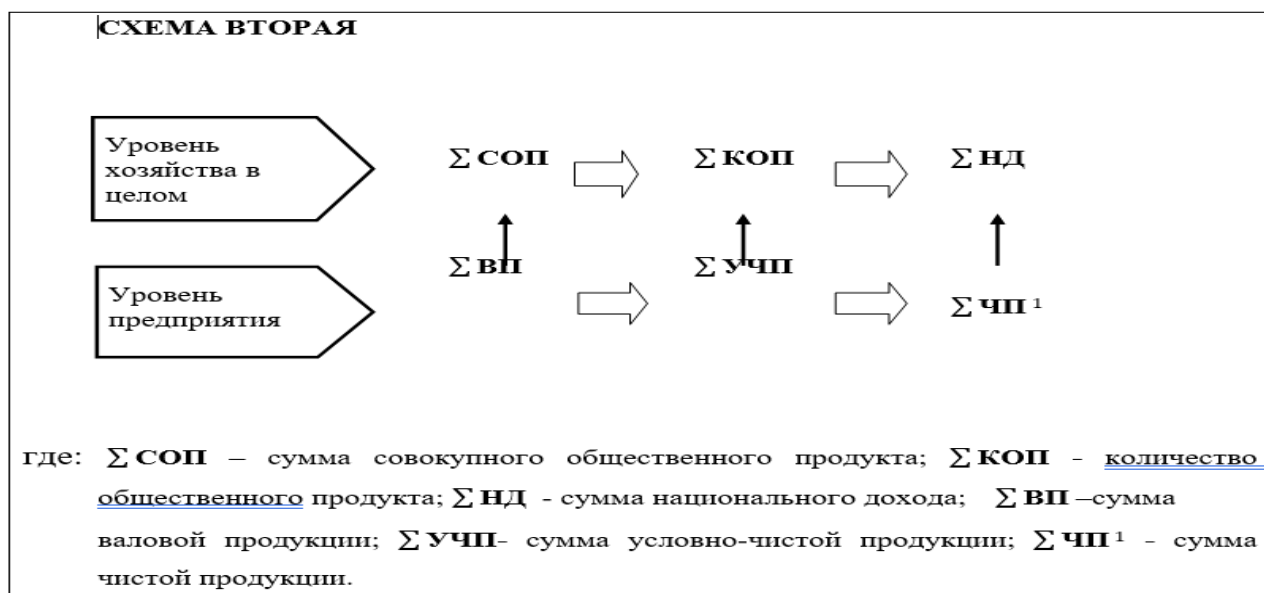 СХЕМА ВТОРАЯ
Уровень
хозяйства в
целом
∑ СОП
∑ КОП
∑ НД
∑ ВП
∑ УЧП
Уровень
предприятия
∑ ЧП ¹
где: ∑ СОП – сумма совокупного общественного продукта; ∑ КОП - количество
общественного продукта; ∑ НД - сумма национального дохода; ∑ ВП –сумма
валовой продукции; ∑ УЧП- сумма условно-чистой продукции; ∑ ЧП ¹ - сумма
чистой продукции.